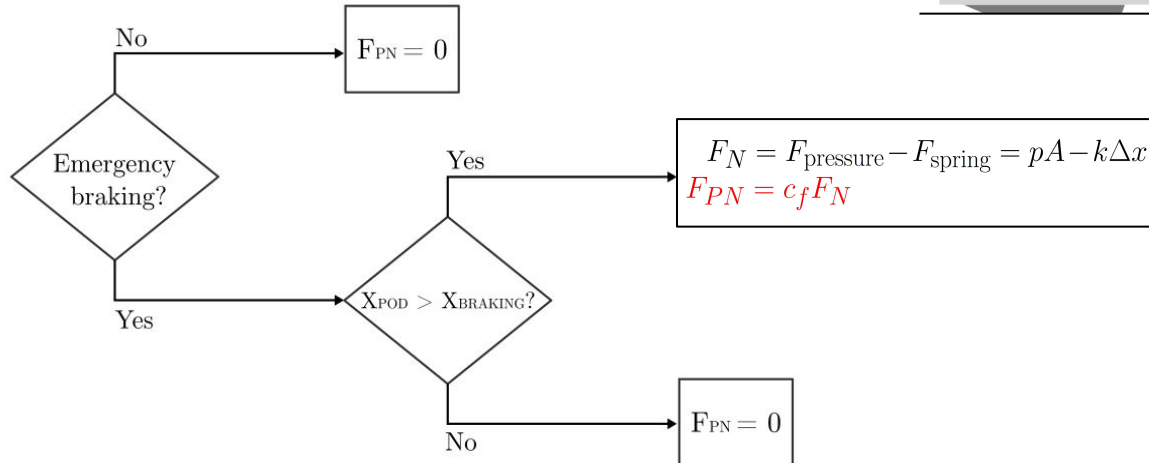 No
F_PN = 0
Emergency
braking?
Yes
F_N = F_pressure − F_spring = pA − kΔx
F_PN = c_f F_N
X_POD > X_BRAKING?
Yes
No
F_PN = 0